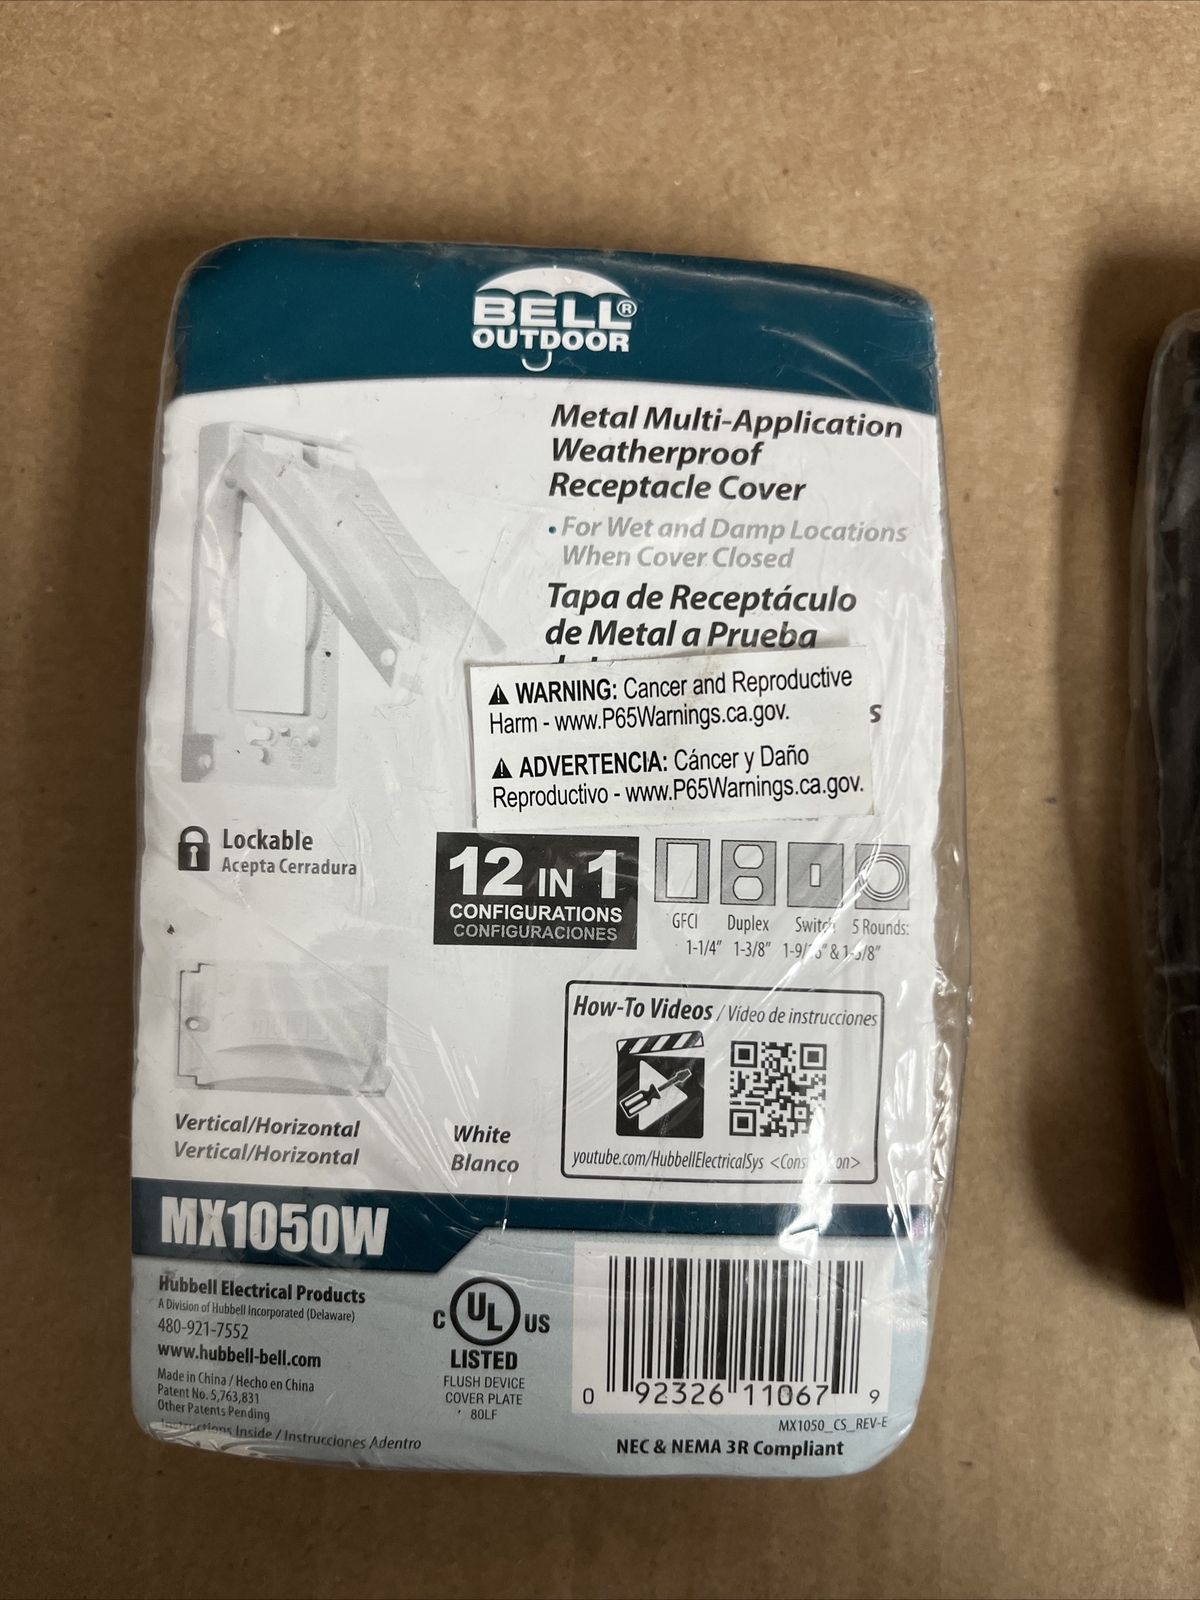 BELL®
OUTDOOR
Metal Multi-Application
Weatherproof
Receptacle Cover
• For Wet and Damp Locations
When Cover Closed
Tapa de Receptáculo
de Metal a Prueba
⚠ WARNING: Cancer and Reproductive
Harm - www.P65Warnings.ca.gov.
s
⚠ ADVERTENCIA: Cáncer y Daño
Reproductivo - www.P65Warnings.ca.gov.
Lockable
Acepta Cerradura
12 IN 1
CONFIGURATIONS
CONFIGURACIONES
GFCI Duplex Switch 5 Rounds:
1-1/4" 1-3/8" &
How-To Videos / Vídeo de instrucciones
youtube.com/HubbellElectricalSys
Vertical/Horizontal
Vertical/Horizontal
White
Blanco
MX1050W
Hubbell Electrical Products
A Division of Hubbell Incorporated (Delaware)
480-921-7552
www.hubbell-bell.com
Made in China / Hecho en China
Patent No. 5,763,831
Other Patents Pending
Instructions Inside / Instrucciones Adentro
C UL US
LISTED
FLUSH DEVICE
COVER PLATE
80LF
0 92326 11067 9
MX1050_CS_REV-E
NEC & NEMA 3R Compliant